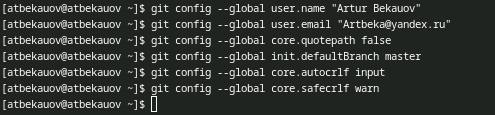 [atbekauov@atbekauov ~]$ git config --global user.name "Artur Bekauov"
[atbekauov@atbekauov ~]$ git config --global user.email "Artbeka@yandex.ru"
[atbekauov@atbekauov ~]$ git config --global core.quotepath false
[atbekauov@atbekauov ~]$ git config --global init.defaultBranch master
[atbekauov@atbekauov ~]$ git config --global core.autocrlf input
[atbekauov@atbekauov ~]$ git config --global core.safecrlf warn
[atbekauov@atbekauov ~]$